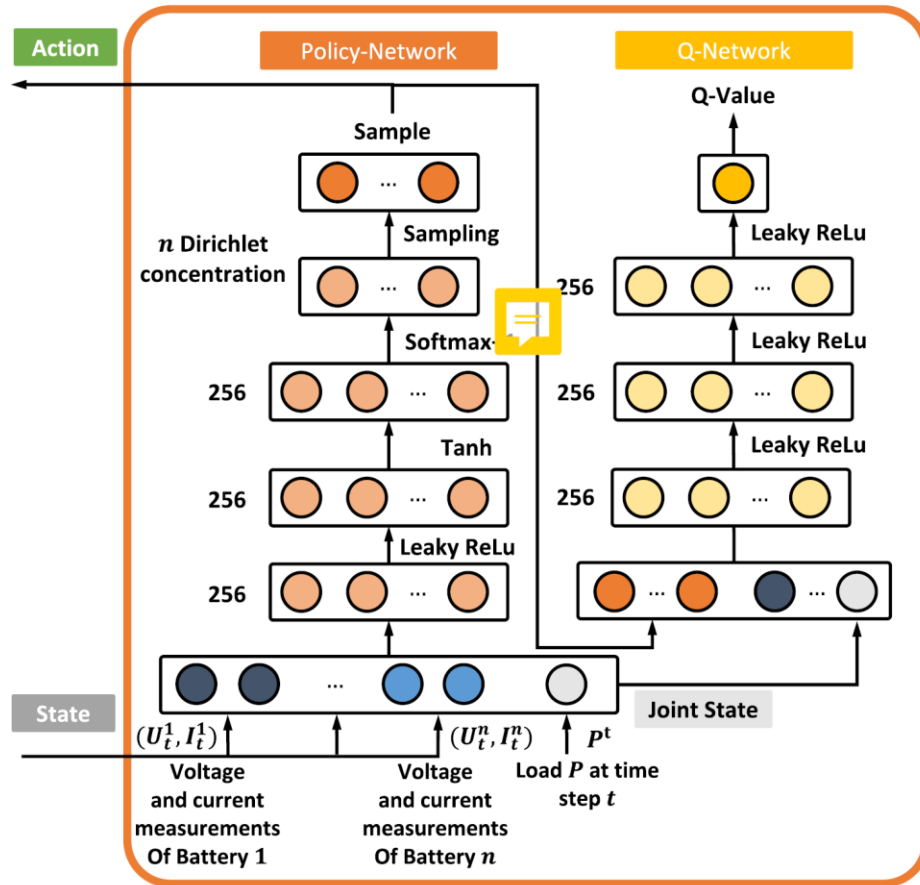 Action
Policy-Network
Q-Network
Q-Value
Sample
...
Sampling
n Dirichlet
concentration
...
Softmax-
256
...
Tanh
256
...
Leaky ReLu
256
...
Leaky ReLu
256
...
Leaky ReLu
256
...
Leaky ReLu
256
...
... ...
...
State
Joint State
(U_t^1, I_t^1)
(U_t^n, I_t^n)
P^t
Voltage
and current
measurements
Of Battery 1
Voltage
and current
measurements
Of Battery n
Load P at time
step t